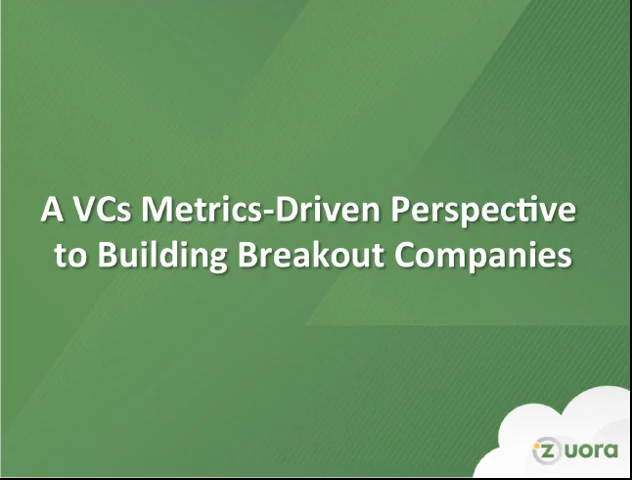 A VCs Metrics-Driven Perspective
to Building Breakout Companies
zuora